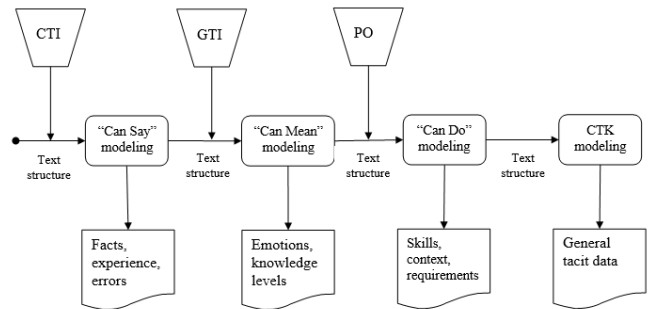 CTI
GTI
PO
“Can Say”
modeling
“Can Mean”
modeling
“Can Do”
modeling
CTK
modeling
Text
structure
Text
structure
Text
structure
Text
structure
Facts,
experience,
errors
Emotions,
knowledge
levels
Skills,
context,
requirements
General
tacit data